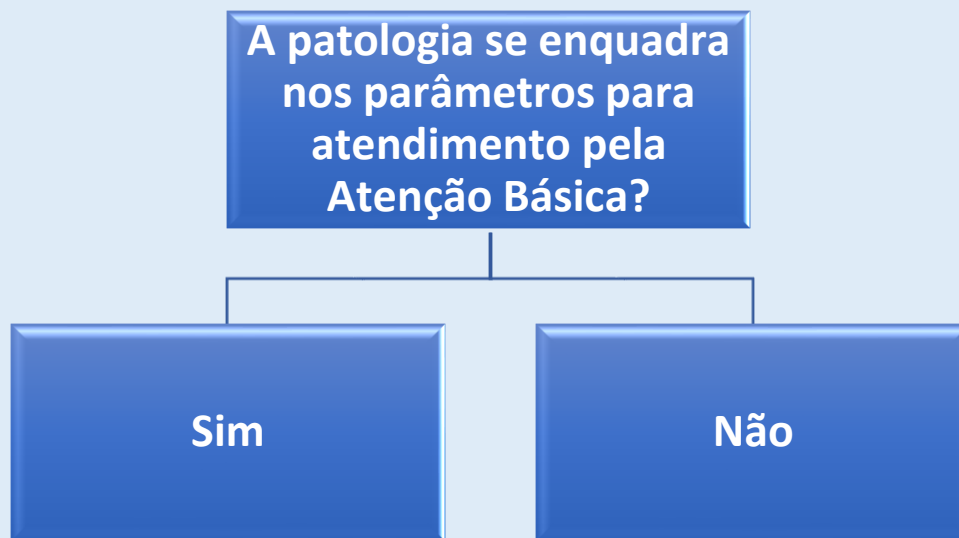 A patologia se enquadra
nos parâmetros para
atendimento pela
Atenção Básica?
Sim
Não